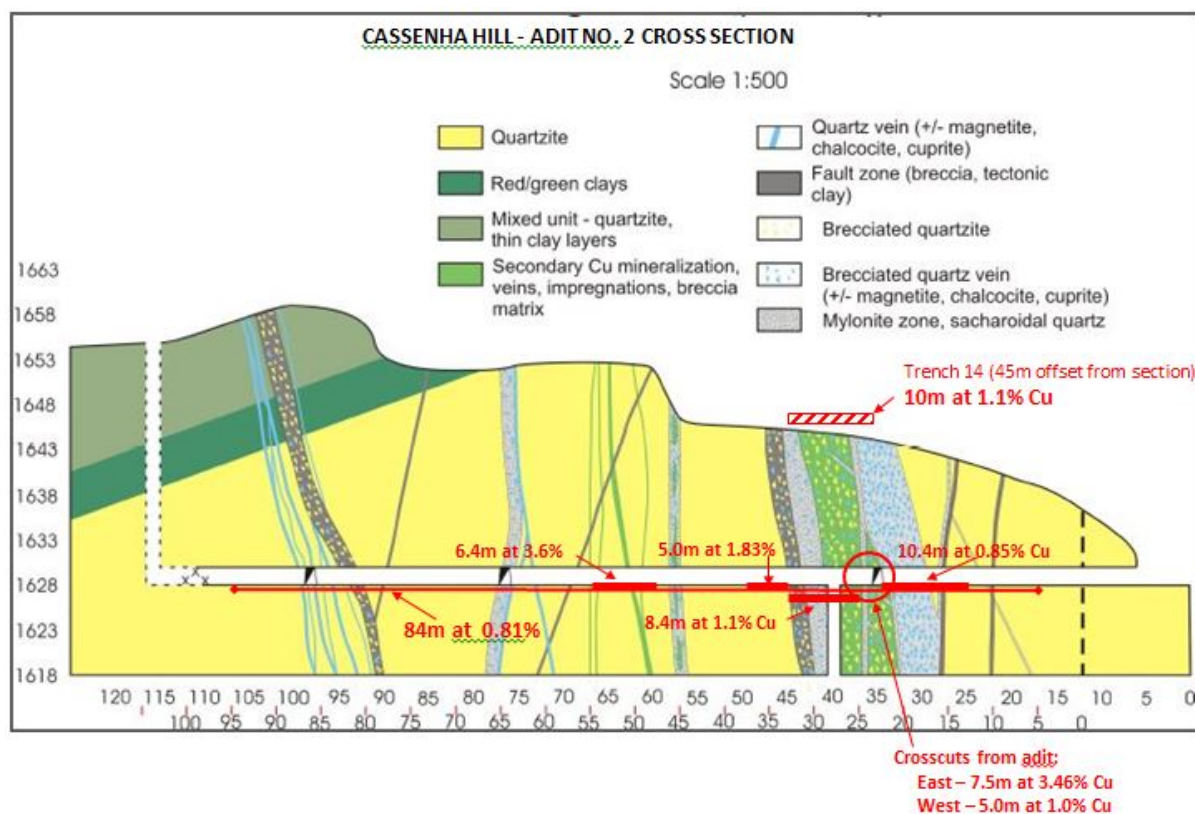 CASSENHA HILL - ADIT NO. 2 CROSS SECTION
Scale 1:500
Quartzite
Red/green clays
Mixed unit - quartzite,
thin clay layers
Secondary Cu mineralization,
veins, impregnations, breccia
matrix
Quartz vein (+/- magnetite,
chalcocite, cuprite)
Fault zone (breccia, tectonic
clay)
Brecciated quartzite
Brecciated quartz vein
(+/- magnetite, chalcocite, cuprite)
Mylonite zone, sacharoidal quartz
1663
1658
1653
1648
1643
1638
1633
1628
1623
1618
Trench 14 (45m offset from section)
10m at 1.1% Cu
6.4m at 3.6%
5.0m at 1.83%
10.4m at 0.85% Cu
84m at 0.81%
8.4m at 1.1% Cu
120 115 110 100 95 90 85 80 75 71 65 60 50 45 40 35 30 25 20 15 10 0
100 95 85 80 75 70 65 60 55 50 45 35 30 25 20 15 10 5 0
Crosscuts from adit:
East – 7.5m at 3.46% Cu
West – 5.0m at 1.0% Cu